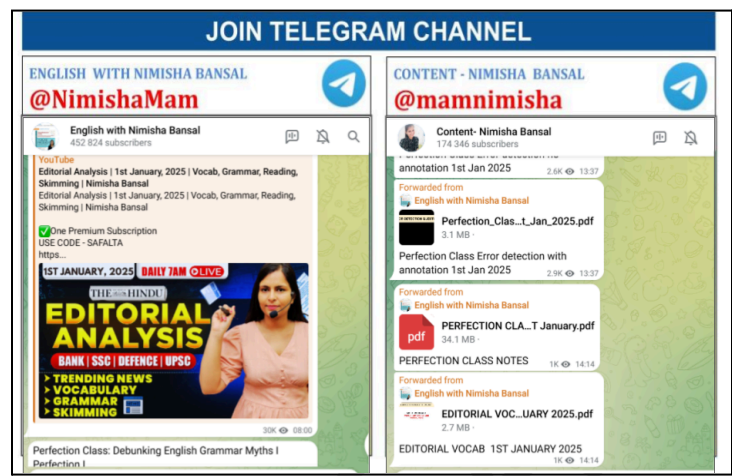 JOIN TELEGRAM CHANNEL
ENGLISH WITH NIMISHA BANSAL
@NimishaMam
English with Nimisha Bansal
452 824 subscribers
YouTube
Editorial Analysis | 1st January, 2025 | Vocab, Grammar, Reading,
Skimming | Nimisha Bansal
Editorial Analysis | 1st January, 2025 | Vocab, Grammar, Reading,
Skimming | Nimisha Bansal
✅One Premium Subscription
USE CODE - SAFALTA
https...
1ST JANUARY, 2025 DAILY 7AM LIVE
THE HINDU
EDITORIAL
ANALYSIS
BANK | SSC | DEFENCE | UPSC
> TRENDING NEWS
> VOCABULARY
> GRAMMAR
> SKIMMING
30K 08:00
Perfection Class: Debunking English Grammar Myths I
Perfection I
CONTENT - NIMISHA BANSAL
@mamnimisha
Content- Nimisha Bansal
174 346 subscribers
annotation 1st Jan 2025
2.6K 13:37
Forwarded from
English with Nimisha Bansal
Perfection_Clas...t_Jan_2025.pdf
3.1 MB
Perfection Class Error detection with
annotation 1st Jan 2025
2.9K 13:37
Forwarded from
English with Nimisha Bansal
pdf
PERFECTION CLA...T January.pdf
34.1 MB
PERFECTION CLASS NOTES
1K 14:14
Forwarded from
English with Nimisha Bansal
EDITORIAL VOC...UARY 2025.pdf
2.7 MB
EDITORIAL VOCAB 1ST JANUARY 2025
1K 14:14